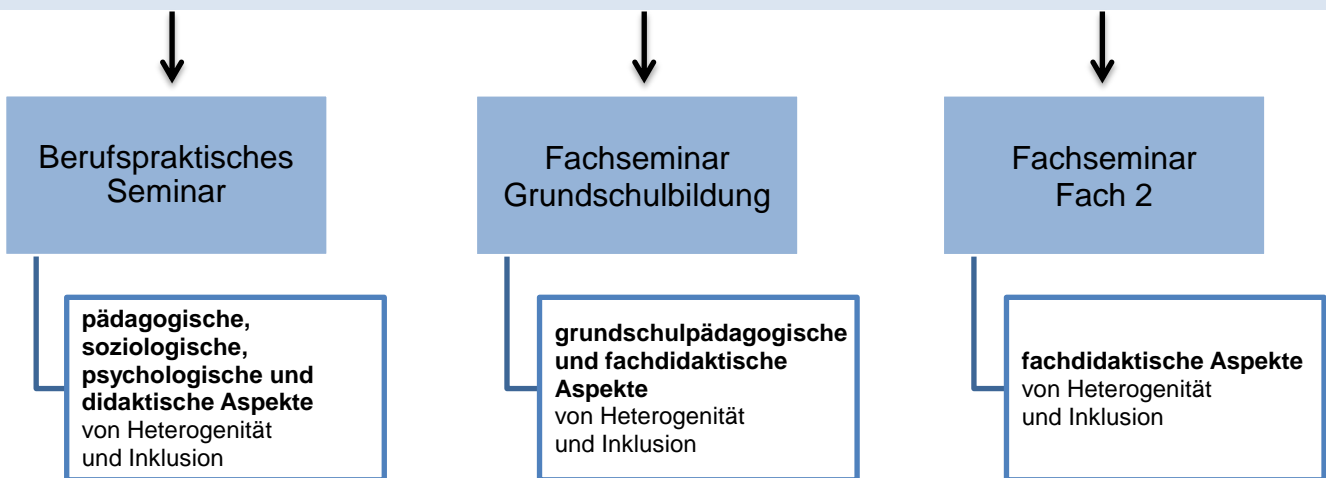 Berufspraktisches
Seminar
pädagogische,
soziologische,
psychologische und
didaktische Aspekte
von Heterogenität
und Inklusion
Fachseminar
Grundschulbildung
grundschulpädagogische
und fachdidaktische
Aspekte
von Heterogenität
und Inklusion
Fachseminar
Fach 2
fachdidaktische Aspekte
von Heterogenität
und Inklusion